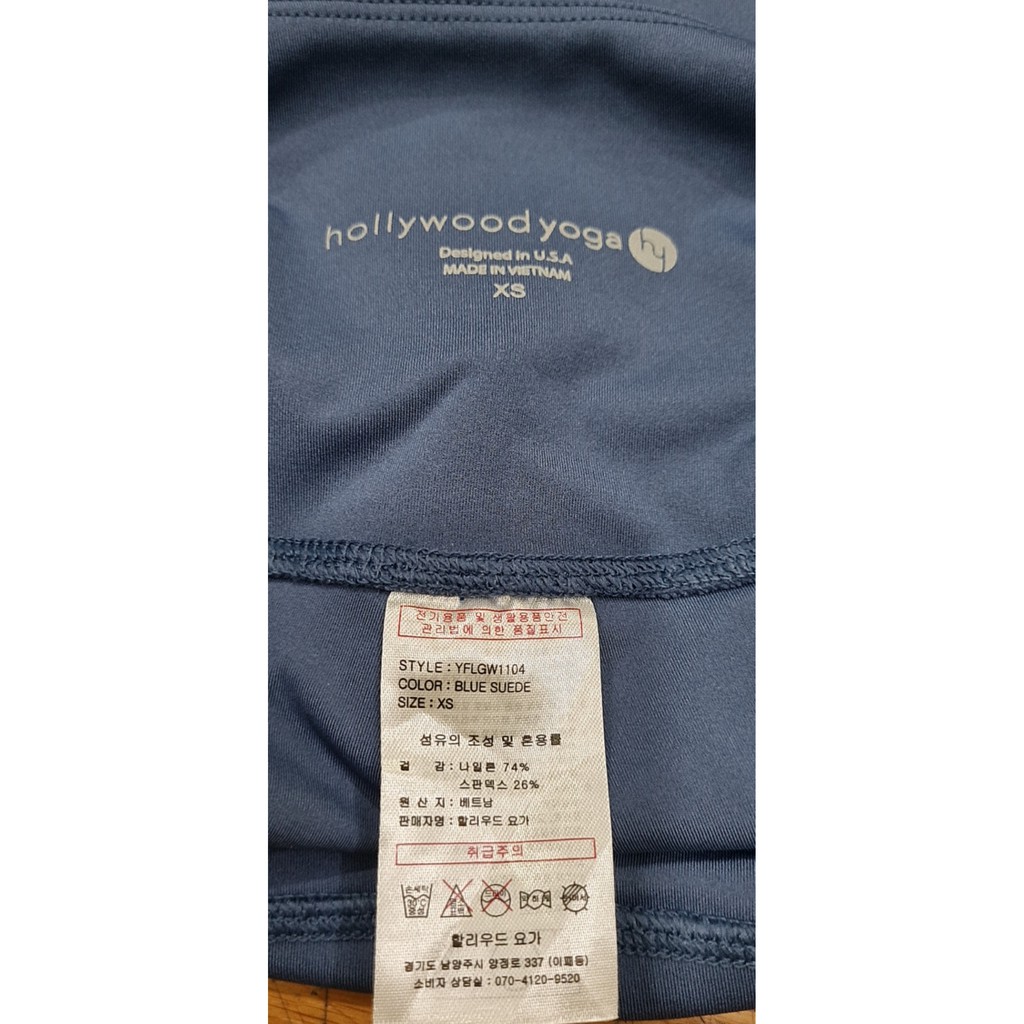 hollywood yoga hy
Designed in U.S.A
MADE IN VIETNAM
XS
전기용품 및 생활용품안전
관리법에 의한 품질표시
STYLE : YFLGW1104
COLOR : BLUE SUEDE
SIZE : XS
섬유의 조성 및 혼용률
겉 감 : 나일론 74%
스판덱스 26%
원 산 지 : 베트남
판매자명 : 할리우드 요가
취급주의
손세탁
할리우드 요가
경기도 남양주시 양정로 337 (이패동)
소비자 상담실 : 070-4120-9520